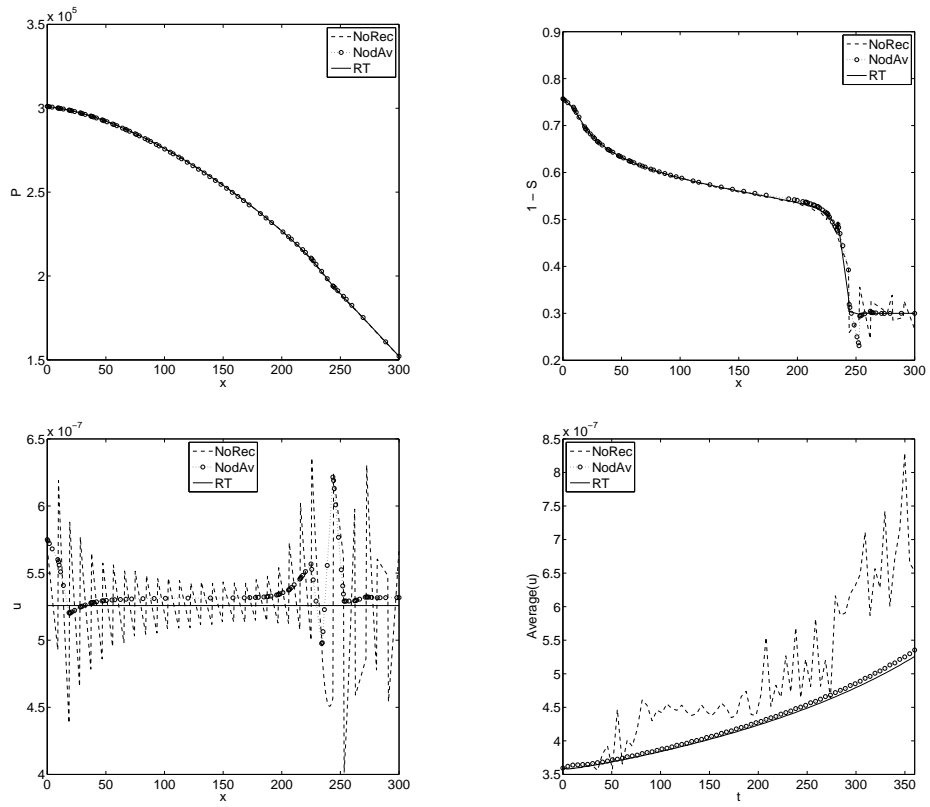 x 10^5
3.5
3
2.5
2
1.5
P
0 50 100 150 200 250 300
x
NoRec
NodAv
RT
0.9
0.8
0.7
0.6
0.5
0.4
0.3
0.2
1 − S
0 50 100 150 200 250 300
x
NoRec
NodAv
RT
x 10^−7
6.5
6
5.5
5
4.5
4
u
0 50 100 150 200 250 300
x
NoRec
NodAv
RT
x 10^−7
8.5
8
7.5
7
6.5
6
5.5
5
4.5
4
3.5
Average(u)
0 50 100 150 200 250 300 350
t
NoRec
NodAv
RT